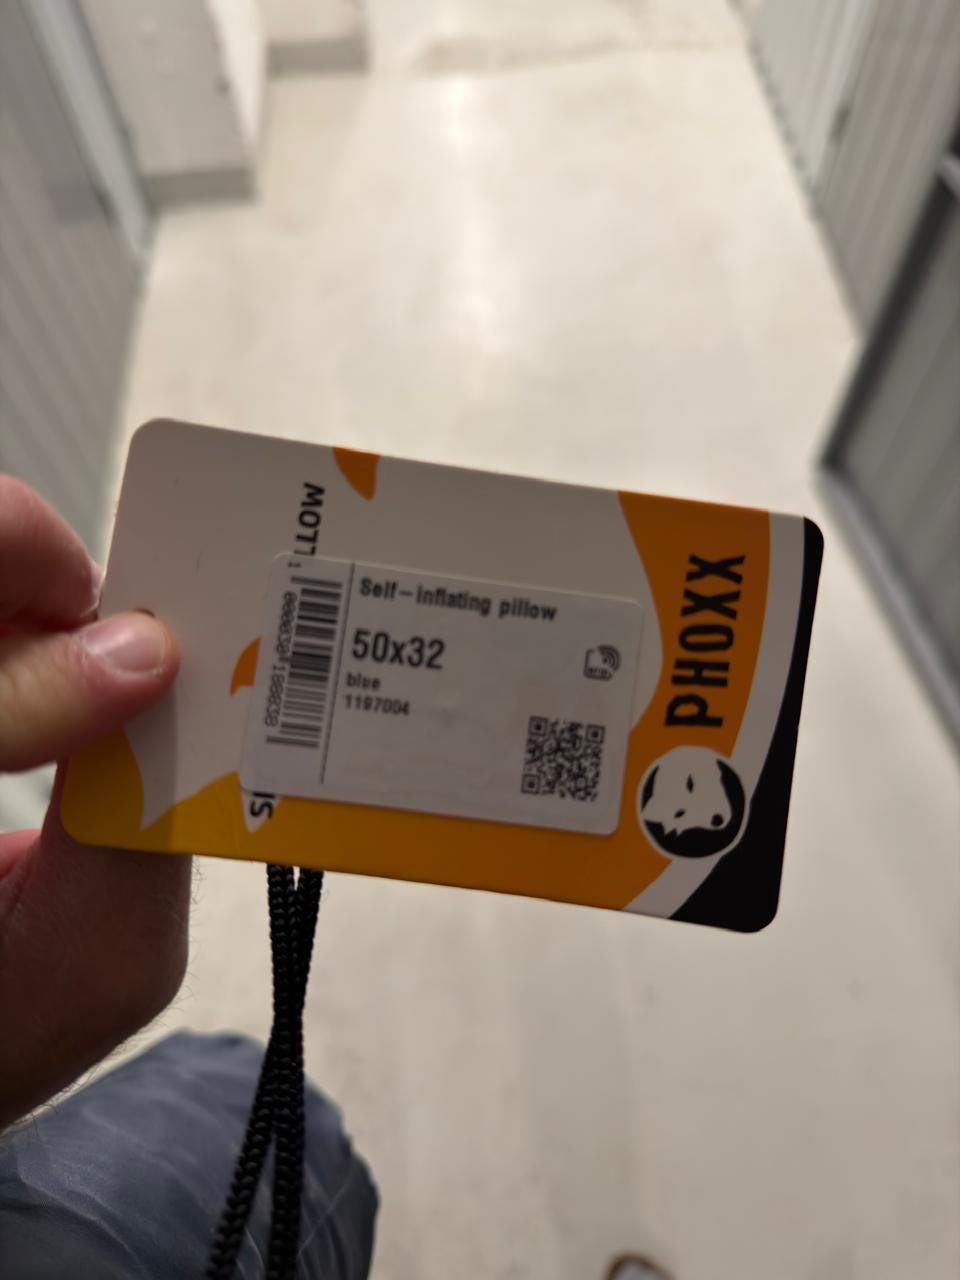 PHOXX
Self-inflating pillow
50x32
blue
1197004